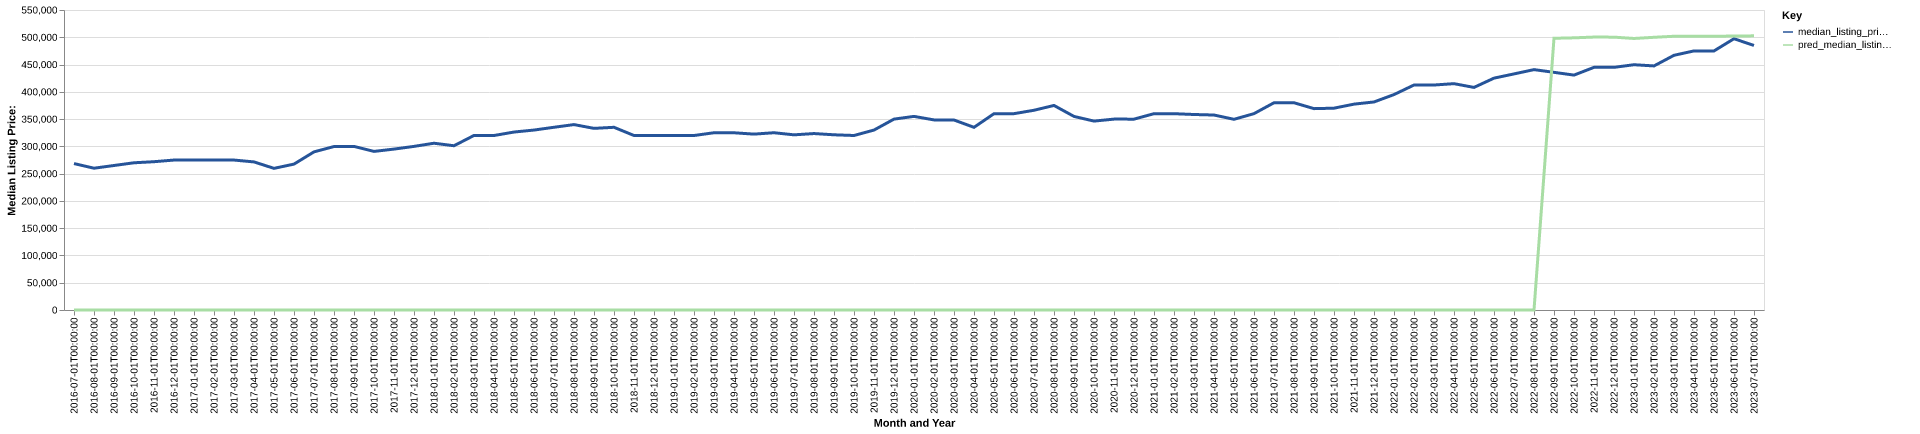 550,000
500,000
450,000
400,000
350,000
300,000
250,000
200,000
150,000
100,000
50,000
0
Median Listing Price:
2016-07-01T00:00:00
2016-08-01T00:00:00
2016-09-01T00:00:00
2016-10-01T00:00:00
2016-11-01T00:00:00
2016-12-01T00:00:00
2017-01-01T00:00:00
2017-02-01T00:00:00
2017-03-01T00:00:00
2017-04-01T00:00:00
2017-05-01T00:00:00
2017-06-01T00:00:00
2017-07-01T00:00:00
2017-08-01T00:00:00
2017-09-01T00:00:00
2017-10-01T00:00:00
2017-11-01T00:00:00
2017-12-01T00:00:00
2018-01-01T00:00:00
2018-02-01T00:00:00
2018-03-01T00:00:00
2018-04-01T00:00:00
2018-05-01T00:00:00
2018-06-01T00:00:00
2018-07-01T00:00:00
2018-08-01T00:00:00
2018-09-01T00:00:00
2018-10-01T00:00:00
2018-11-01T00:00:00
2018-12-01T00:00:00
2019-01-01T00:00:00
2019-02-01T00:00:00
2019-03-01T00:00:00
2019-04-01T00:00:00
2019-05-01T00:00:00
2019-06-01T00:00:00
2019-07-01T00:00:00
2019-08-01T00:00:00
2019-09-01T00:00:00
2019-10-01T00:00:00
2019-11-01T00:00:00
2019-12-01T00:00:00
2020-01-01T00:00:00
2020-02-01T00:00:00
2020-03-01T00:00:00
2020-04-01T00:00:00
2020-05-01T00:00:00
2020-06-01T00:00:00
2020-07-01T00:00:00
2020-08-01T00:00:00
2020-09-01T00:00:00
2020-10-01T00:00:00
2020-11-01T00:00:00
2020-12-01T00:00:00
2021-01-01T00:00:00
2021-02-01T00:00:00
2021-03-01T00:00:00
2021-04-01T00:00:00
2021-05-01T00:00:00
2021-06-01T00:00:00
2021-07-01T00:00:00
2021-08-01T00:00:00
2021-09-01T00:00:00
2021-10-01T00:00:00
2021-11-01T00:00:00
2021-12-01T00:00:00
2022-01-01T00:00:00
2022-02-01T00:00:00
2022-03-01T00:00:00
2022-04-01T00:00:00
2022-05-01T00:00:00
2022-06-01T00:00:00
2022-07-01T00:00:00
2022-08-01T00:00:00
2022-09-01T00:00:00
2022-10-01T00:00:00
2022-11-01T00:00:00
2022-12-01T00:00:00
2023-01-01T00:00:00
2023-02-01T00:00:00
2023-03-01T00:00:00
2023-04-01T00:00:00
2023-05-01T00:00:00
2023-06-01T00:00:00
2023-07-01T00:00:00
Month and Year
Key
median_listing_pri…
pred_median_listin…